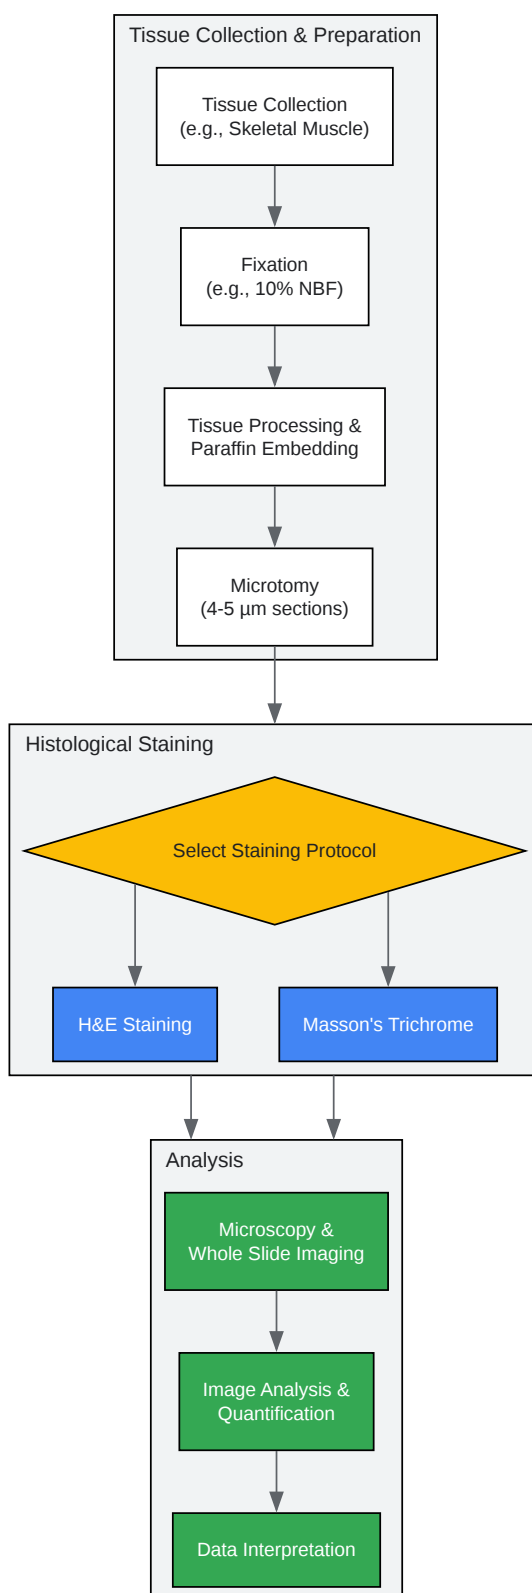 Tissue Collection & Preparation
Tissue Collection
(e.g., Skeletal Muscle)
Fixation
(e.g., 10% NBF)
Tissue Processing &
Paraffin Embedding
Microtomy
(4-5 µm sections)
Histological Staining
Select Staining Protocol
H&E Staining
Masson's Trichrome
Analysis
Microscopy &
Whole Slide Imaging
Image Analysis &
Quantification
Data Interpretation